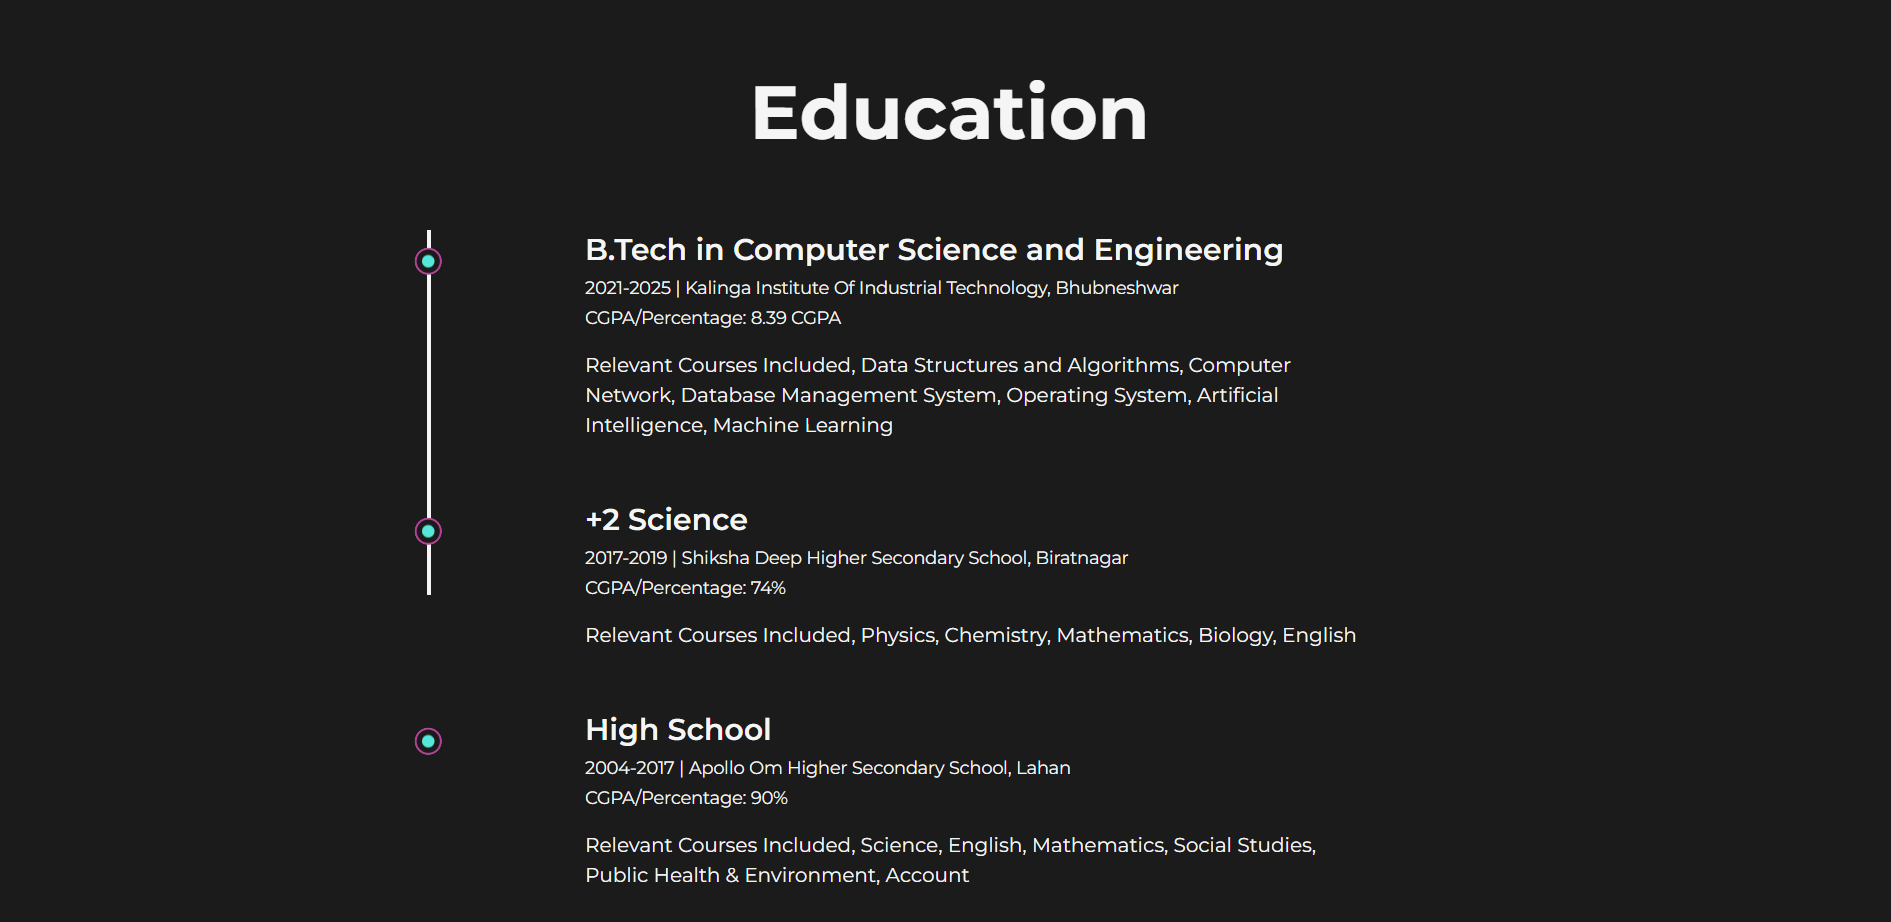 Education
B.Tech in Computer Science and Engineering
2021-2025 | Kalinga Institute Of Industrial Technology, Bhubneshwar
CGPA/Percentage: 8.39 CGPA
Relevant Courses Included, Data Structures and Algorithms, Computer
Network, Database Management System, Operating System, Artificial
Intelligence, Machine Learning
+2 Science
2017-2019 | Shiksha Deep Higher Secondary School, Biratnagar
CGPA/Percentage: 74%
Relevant Courses Included, Physics, Chemistry, Mathematics, Biology, English
High School
2004-2017 | Apollo Om Higher Secondary School, Lahan
CGPA/Percentage: 90%
Relevant Courses Included, Science, English, Mathematics, Social Studies,
Public Health & Environment, Account